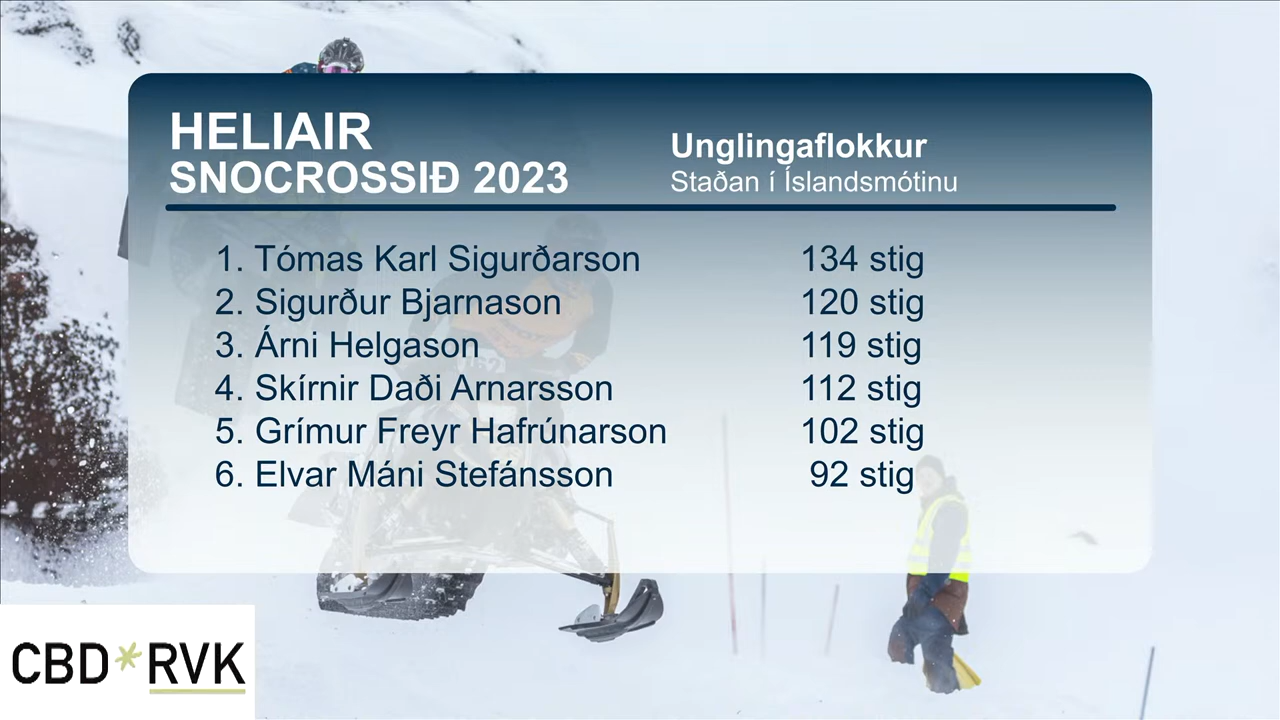 HELIAIR
SNOCROSSIÐ 2023
Unglingaflokkur
Staðan í Íslandsmótinu
1. Tómas Karl Sigurðarson 134 stig
2. Sigurður Bjarnason 120 stig
3. Árni Helgason 119 stig
4. Skírnir Daði Arnarsson 112 stig
5. Grímur Freyr Hafrúnarson 102 stig
6. Elvar Máni Stefánsson 92 stig
CBD*RVK